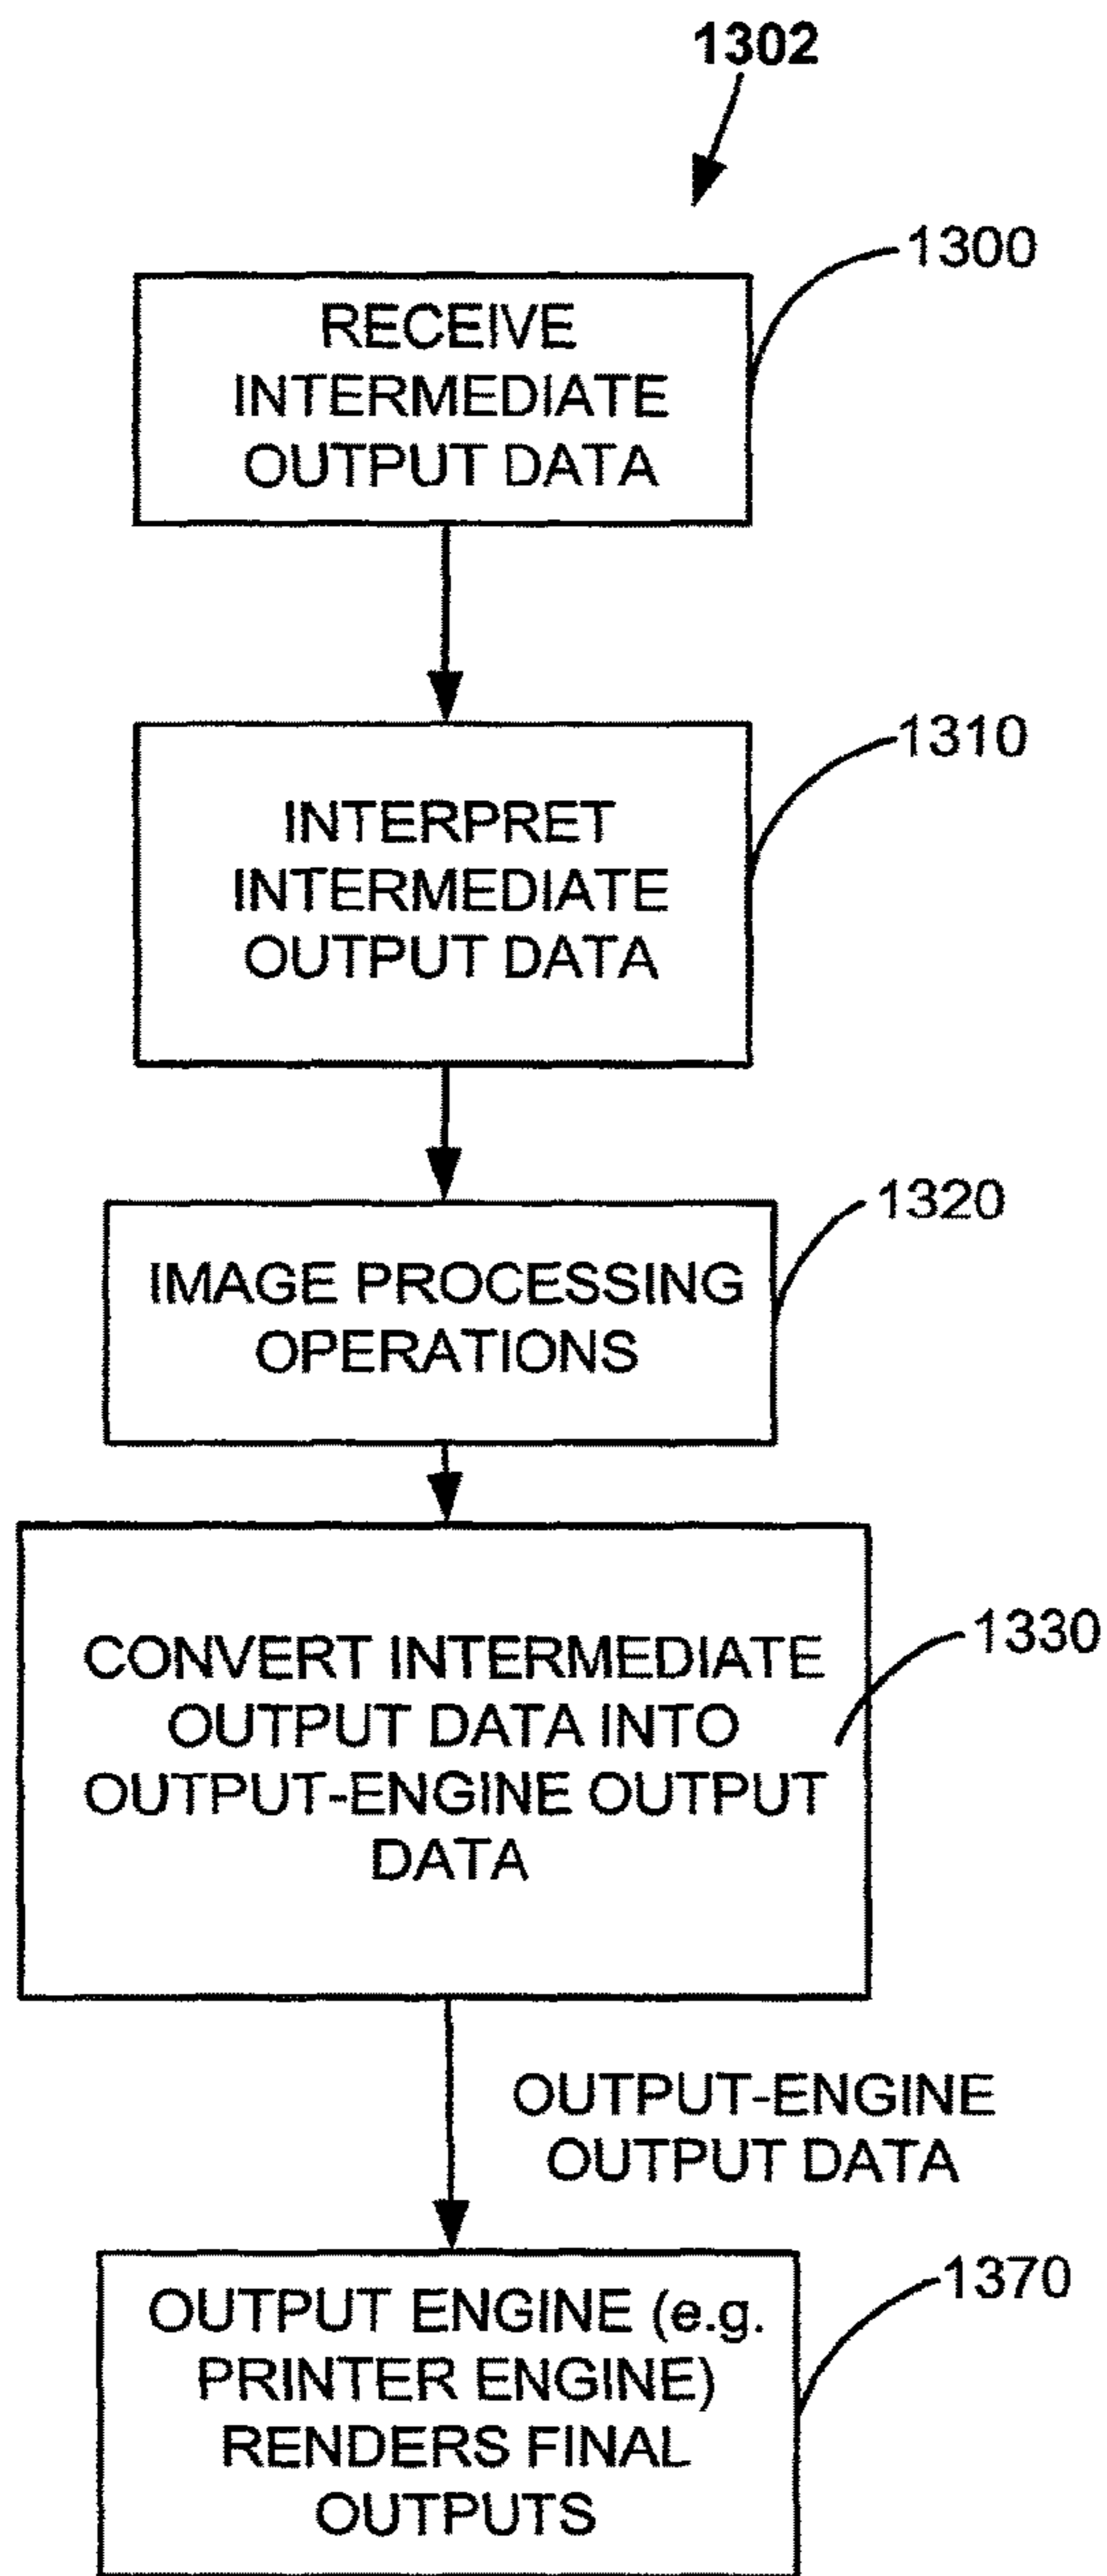 1302
1300
RECEIVE
INTERMEDIATE
OUTPUT DATA
1310
INTERPRET
INTERMEDIATE
OUTPUT DATA
1320
IMAGE PROCESSING
OPERATIONS
1330
CONVERT INTERMEDIATE
OUTPUT DATA INTO
OUTPUT-ENGINE OUTPUT
DATA
OUTPUT-ENGINE
OUTPUT DATA
1370
OUTPUT ENGINE (e.g.
PRINTER ENGINE)
RENDERS FINAL
OUTPUTS